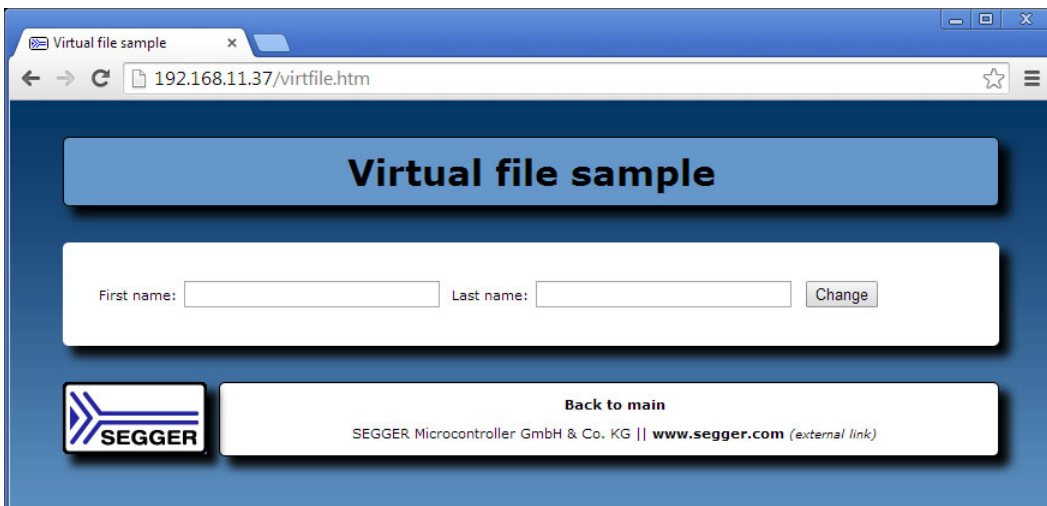 Virtual file sample
192.168.11.37/virtfile.htm
Virtual file sample
First name: Last name: Change
SEGGER
Back to main
SEGGER Microcontroller GmbH & Co. KG || www.segger.com (external link)